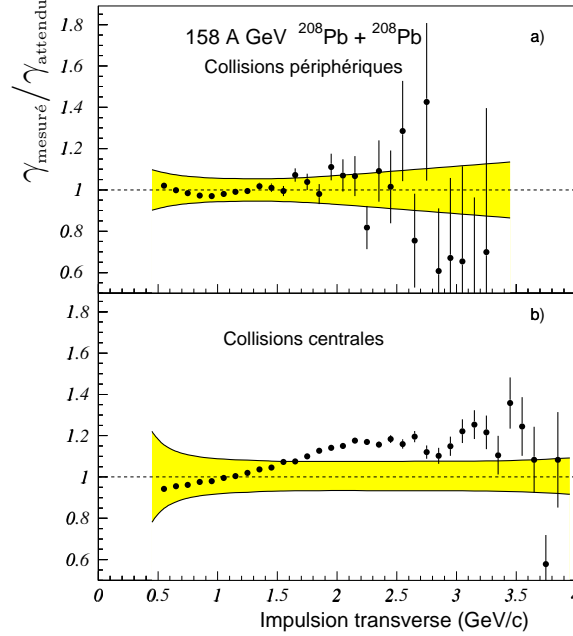 γmesuré/γattendu
158 A GeV ²⁰⁸Pb + ²⁰⁸Pb
a)
Collisions périphériques
1.8
1.6
1.4
1.2
1
0.8
0.6
b)
Collisions centrales
1.8
1.6
1.4
1.2
1
0.8
0.6
0 0.5 1 1.5 2 2.5 3 3.5 4
Impulsion transverse (GeV/c)